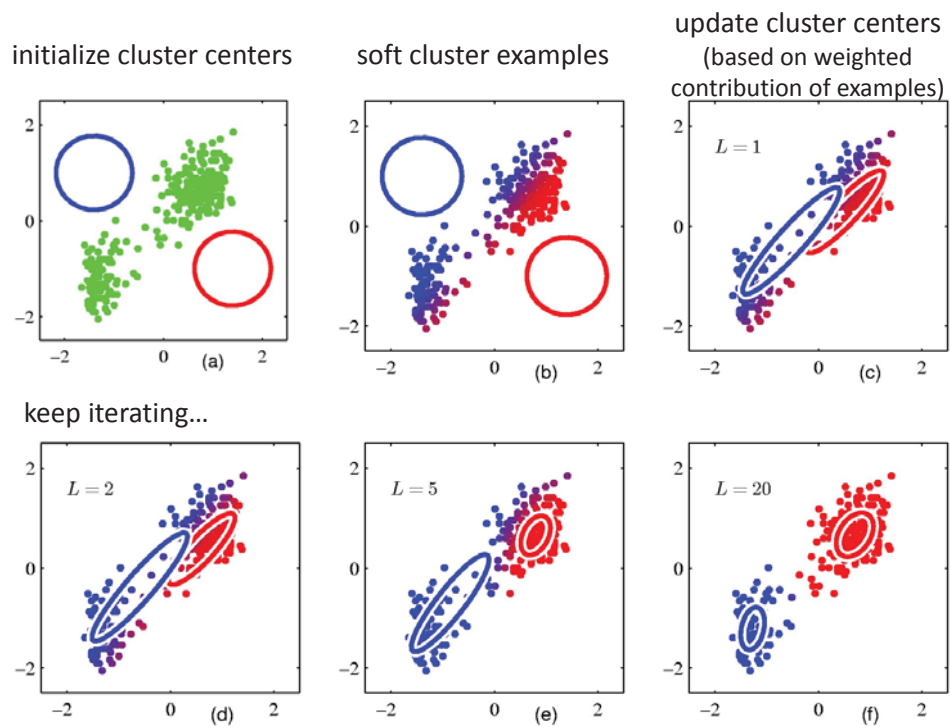 initialize cluster centers
soft cluster examples
update cluster centers
(based on weighted
contribution of examples)
2
0
−2
−2
0
(a)
2
2
0
−2
−2
0
(b)
2
L = 1
2
0
−2
−2
0
(c)
2
keep iterating...
L = 2
2
0
−2
−2
0
(d)
2
L = 5
2
0
−2
−2
0
(e)
2
L = 20
2
0
−2
−2
0
(f)
2